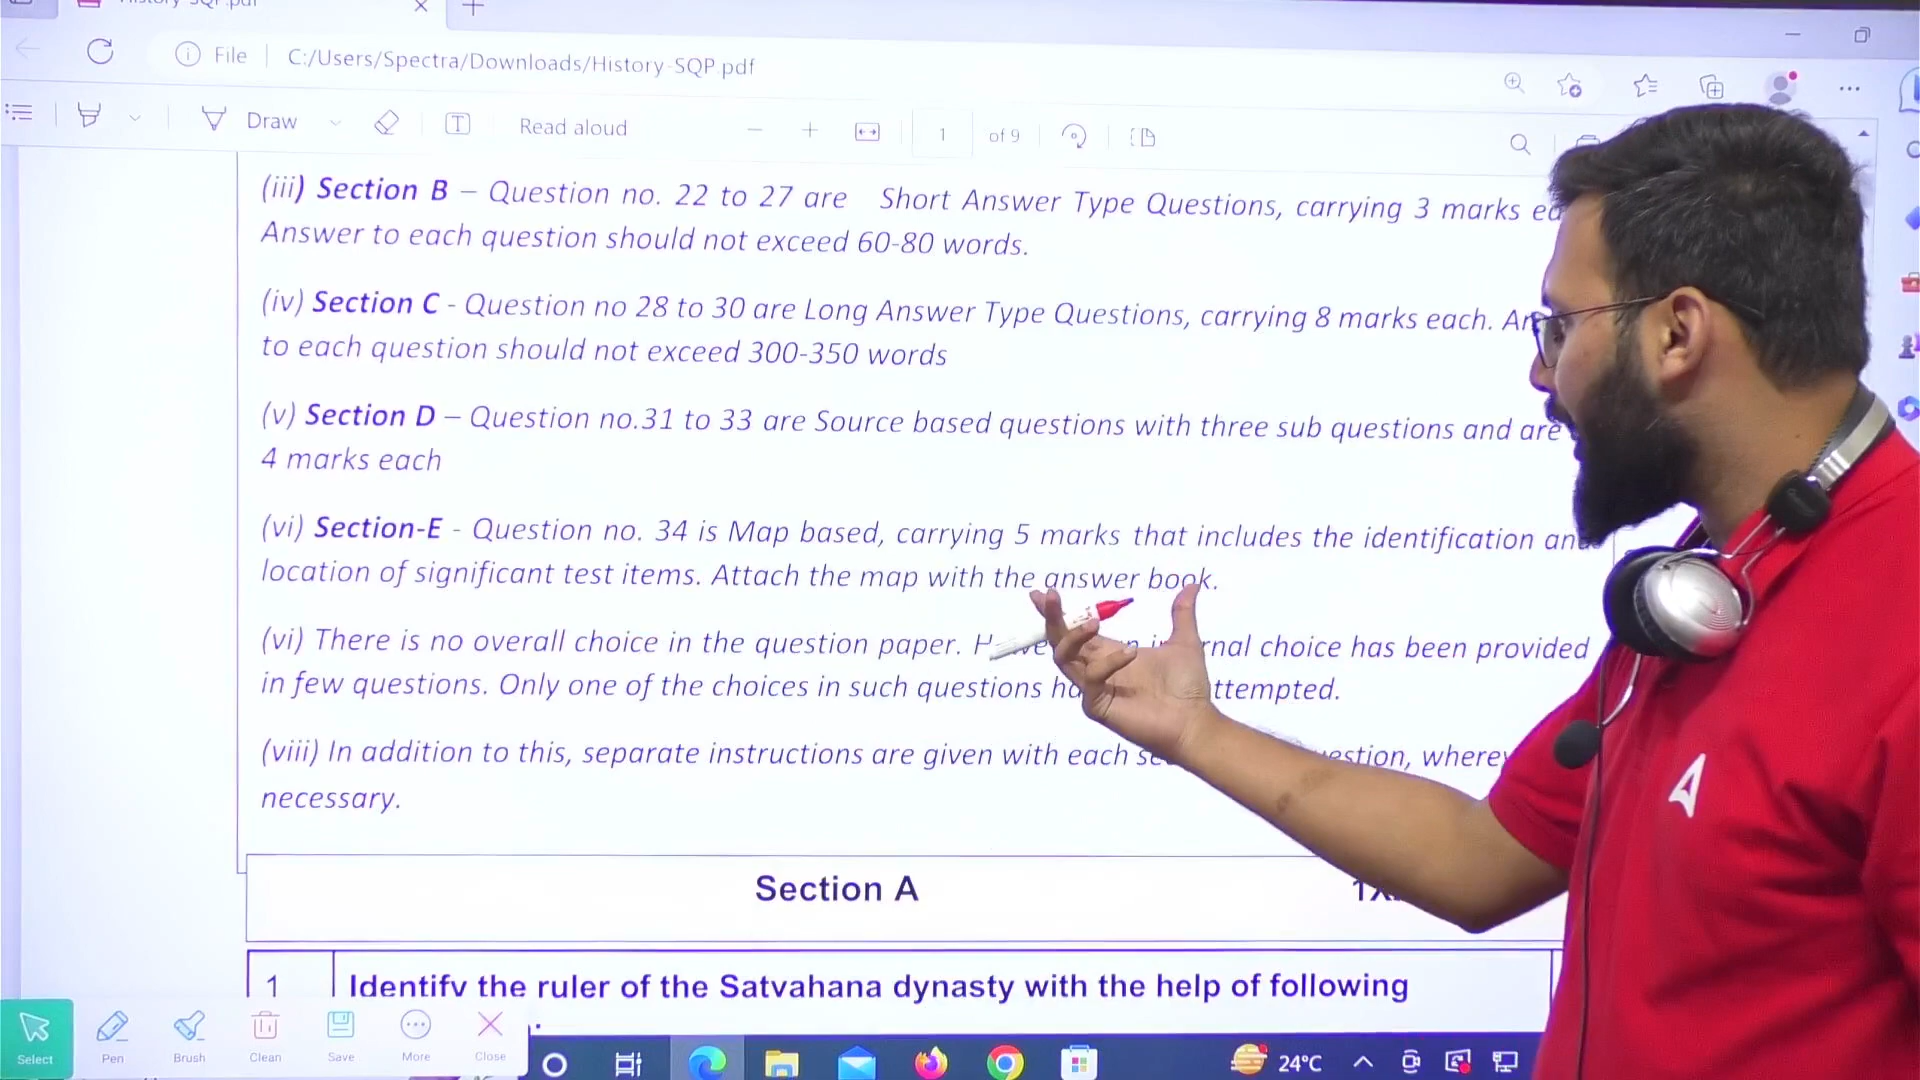 History-SQP.pdf
File
C:/Users/Spectra/Downloads/History-SQP.pdf
Draw
Read aloud
1
of 9
(iii) Section B – Question no. 22 to 27 are Short Answer Type Questions, carrying 3 marks
Answer to each question should not exceed 60-80 words.
(iv) Section C - Question no 28 to 30 are Long Answer Type Questions, carrying 8 marks each.
to each question should not exceed 300-350 words
(v) Section D – Question no.31 to 33 are Source based questions with three sub questions and are
4 marks each
(vi) Section-E - Question no. 34 is Map based, carrying 5 marks that includes the identification
location of significant test items. Attach the map with the answer book.
(vi) There is no overall choice in the question paper. choice has been provided
in few questions. Only one of the choices in such questions
(viii) In addition to this, separate instructions are given with each
necessary.
Section A
1 Identify the ruler of the Satvahana dynasty with the help of following
Select
Pen
Brush
Clean
Save
More
Close
24°C